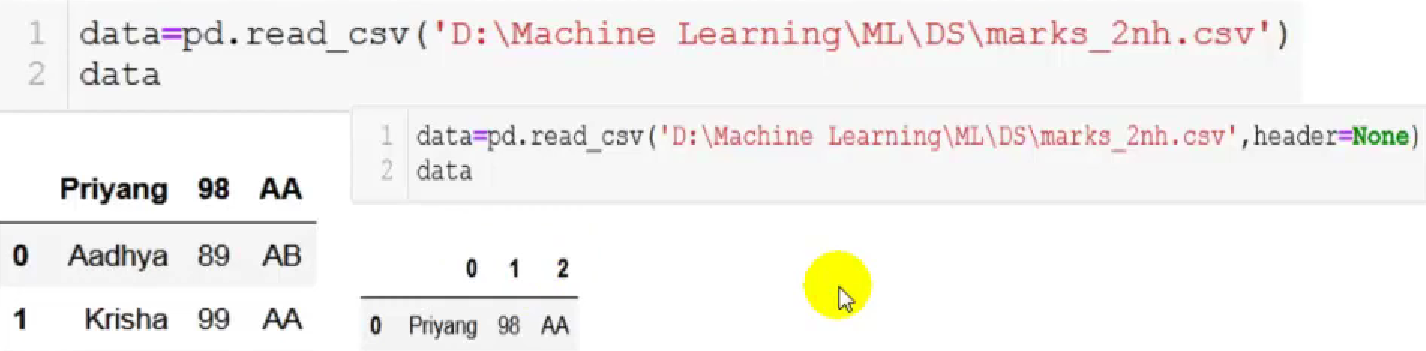 1 data=pd.read_csv('D:\Machine Learning\ML\DS\marks_2nh.csv')
2 data
Priyang 98 AA
0 Aadhya 89 AB
1 Krisha 99 AA
1 data=pd.read_csv('D:\Machine Learning\ML\DS\marks_2nh.csv',header=None)
2 data
0 1 2
0 Priyang 98 AA